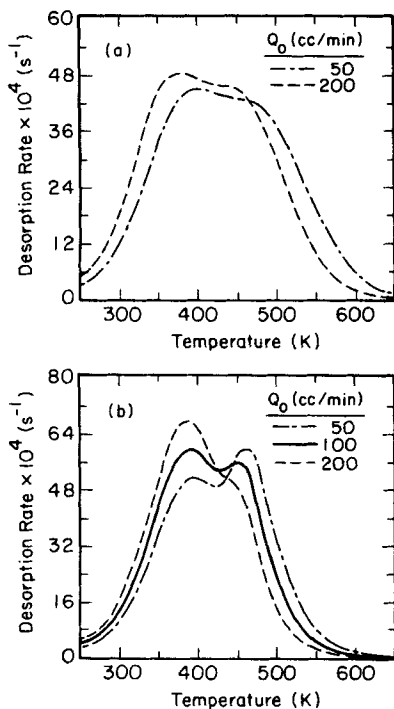 60
48
36
24
12
0
Desorption Rate × 10⁴ (s⁻¹)
(a)
Q₀ (cc/min)
50
200
300 400 500 600
Temperature (K)
80
64
48
32
16
0
Desorption Rate × 10⁴ (s⁻¹)
(b)
Q₀ (cc/min)
50
100
200
300 400 500 600
Temperature (K)